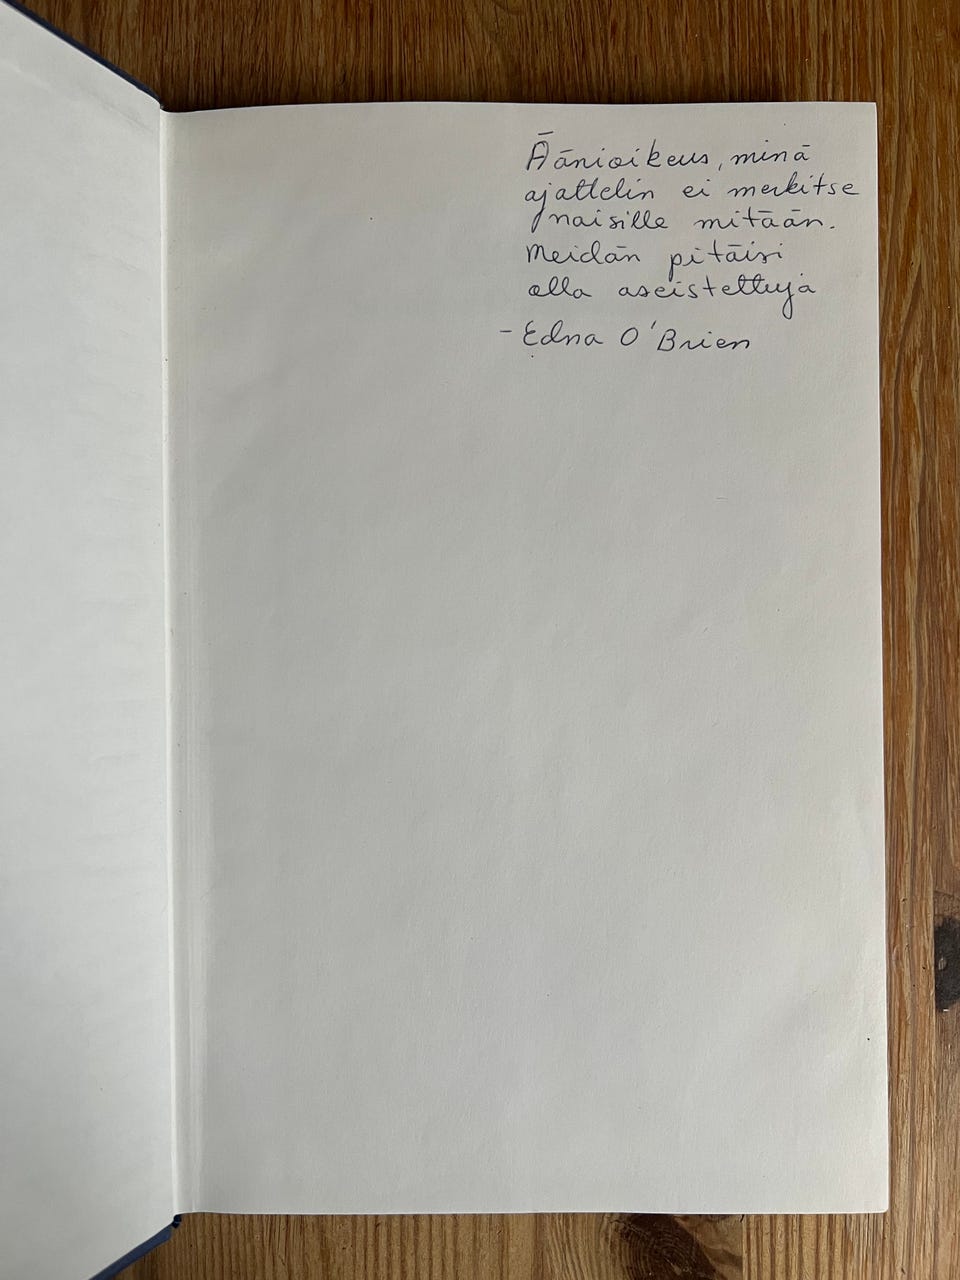 Äänioikeus, minä
ajattelin ei merkitse
naisille mitään.
Meidän pitäisi
olla aseistettuja
- Edna O'Brien